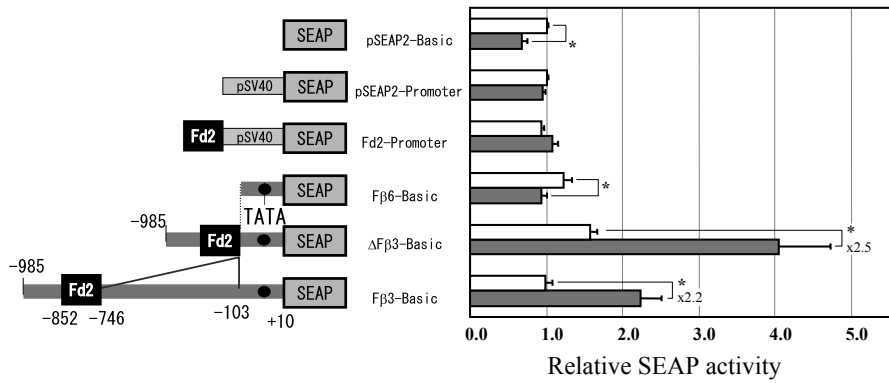 SEAP pSEAP2-Basic *
pSV40 SEAP pSEAP2-Promoter
Fd2 pSV40 SEAP Fd2-Promoter
SEAP Fβ6-Basic *
TATA
-985 Fd2 SEAP ΔFβ3-Basic *
x2.5
-985 Fd2 SEAP Fβ3-Basic *
x2.2
-852 -746 -103 +10
0.0 1.0 2.0 3.0 4.0 5.0
Relative SEAP activity